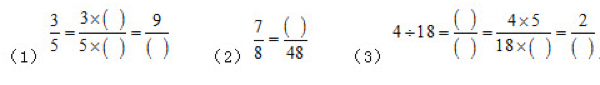 (1) 3/5 = 3×( )/5×( ) = 9/( ) (2) 7/8 = ( )/48 (3) 4÷18 = ( )/( ) = 4×5/18×( ) = 2/( )